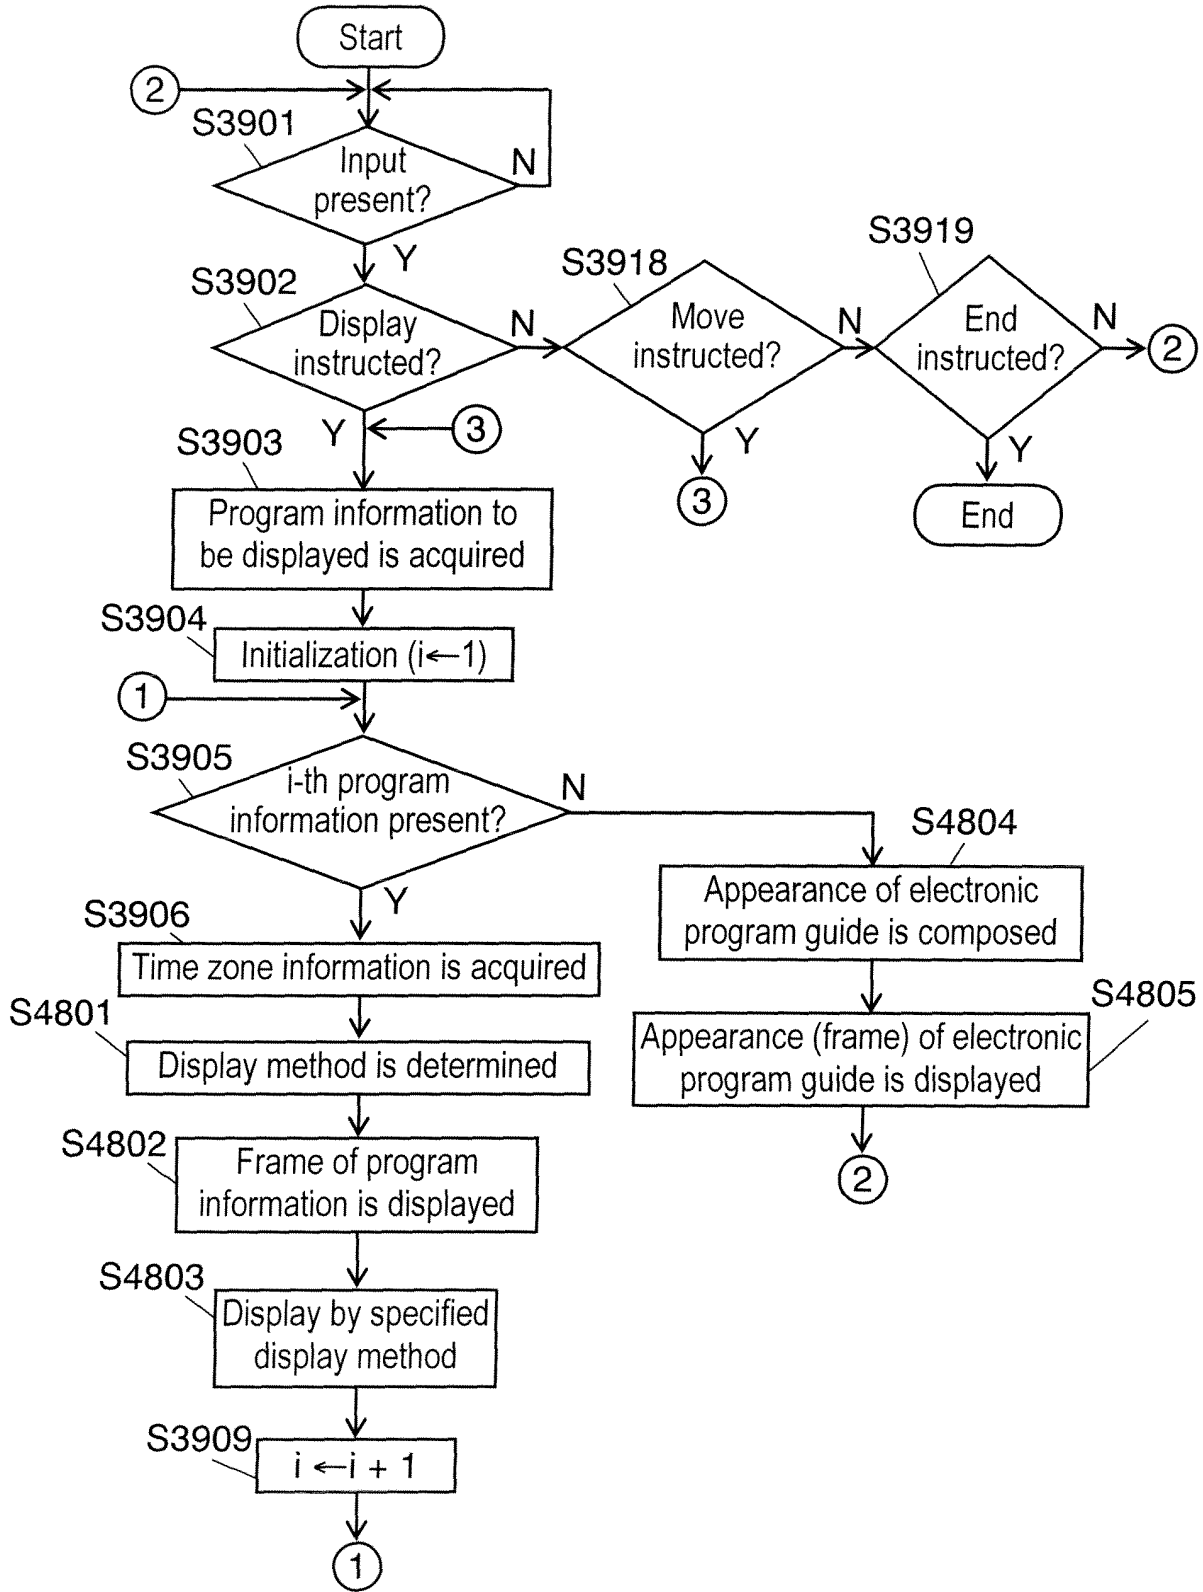 Start
2
S3901
Input
present?
N
Y
S3902
Display
instructed?
N
S3918
Move
instructed?
N
S3919
End
instructed?
N
2
Y
3
Y
3
Y
End
S3903
Program information to
be displayed is acquired
S3904
Initialization (i←1)
1
S3905
i-th program
information present?
N
Y
S3906
Time zone information is acquired
S4801
Display method is determined
S4802
Frame of program
information is displayed
S4803
Display by specified
display method
S3909
i ←i + 1
1
S4804
Appearance of electronic
program guide is composed
S4805
Appearance (frame) of electronic
program guide is displayed
2